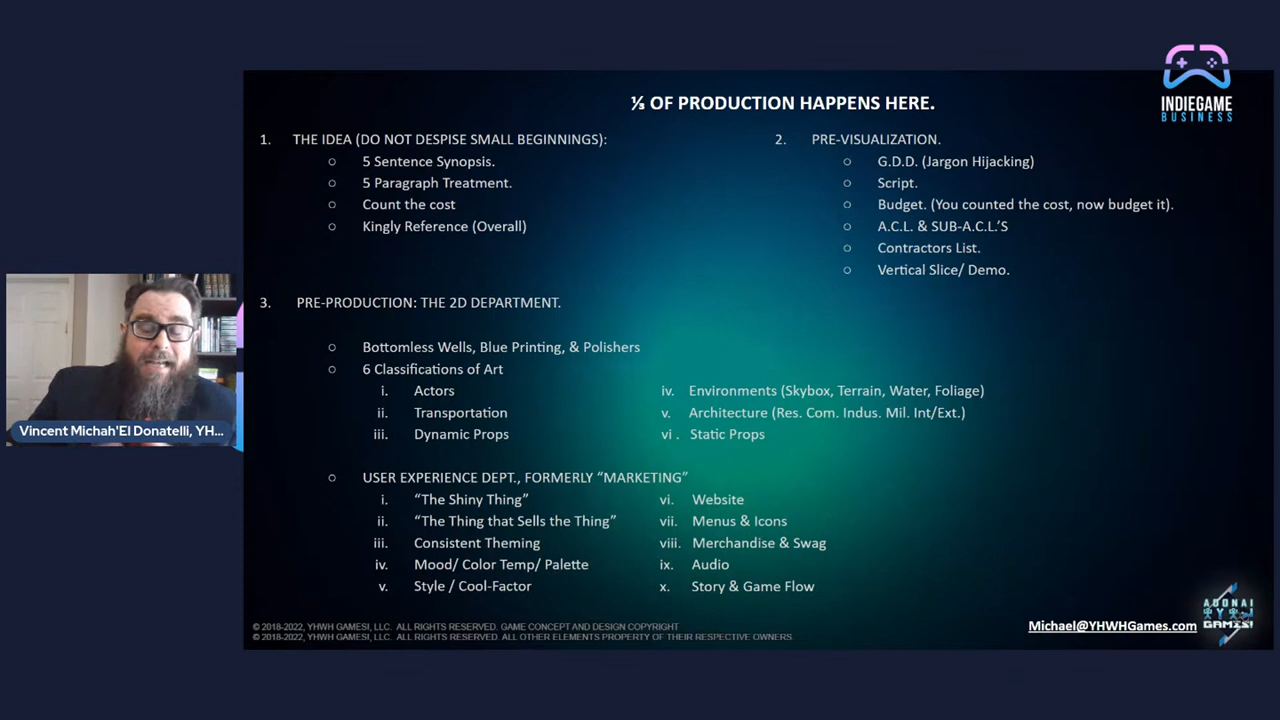 INDIEGAME
BUSINESS
⅓ OF PRODUCTION HAPPENS HERE.
1. THE IDEA (DO NOT DESPISE SMALL BEGINNINGS):
○ 5 Sentence Synopsis.
○ 5 Paragraph Treatment.
○ Count the cost
○ Kingly Reference (Overall)
2. PRE-VISUALIZATION.
○ G.D.D. (Jargon Hijacking)
○ Script.
○ Budget. (You counted the cost, now budget it).
○ A.C.L. & SUB-A.C.L.'S
○ Contractors List.
○ Vertical Slice/ Demo.
3. PRE-PRODUCTION: THE 2D DEPARTMENT.
○ Bottomless Wells, Blue Printing, & Polishers
○ 6 Classifications of Art
i. Actors
ii. Transportation
iii. Dynamic Props
iv. Environments (Skybox, Terrain, Water, Foliage)
v. Architecture (Res. Com. Indus. Mil. Int/Ext.)
vi . Static Props
○ USER EXPERIENCE DEPT., FORMERLY “MARKETING”
i. “The Shiny Thing”
ii. “The Thing that Sells the Thing”
iii. Consistent Theming
iv. Mood/ Color Temp/ Palette
v. Style / Cool-Factor
vi. Website
vii. Menus & Icons
viii. Merchandise & Swag
ix. Audio
x. Story & Game Flow
Vincent Michah'El Donatelli, YH...
© 2018-2022, YHWH GAMES!, LLC. ALL RIGHTS RESERVED. GAME CONCEPT AND DESIGN COPYRIGHT
© 2018-2022, YHWH GAMES!, LLC. ALL RIGHTS RESERVED. ALL OTHER ELEMENTS PROPERTY OF THEIR RESPECTIVE OWNERS.
Michael@YHWHGames.com
ADONAI
GAMES!